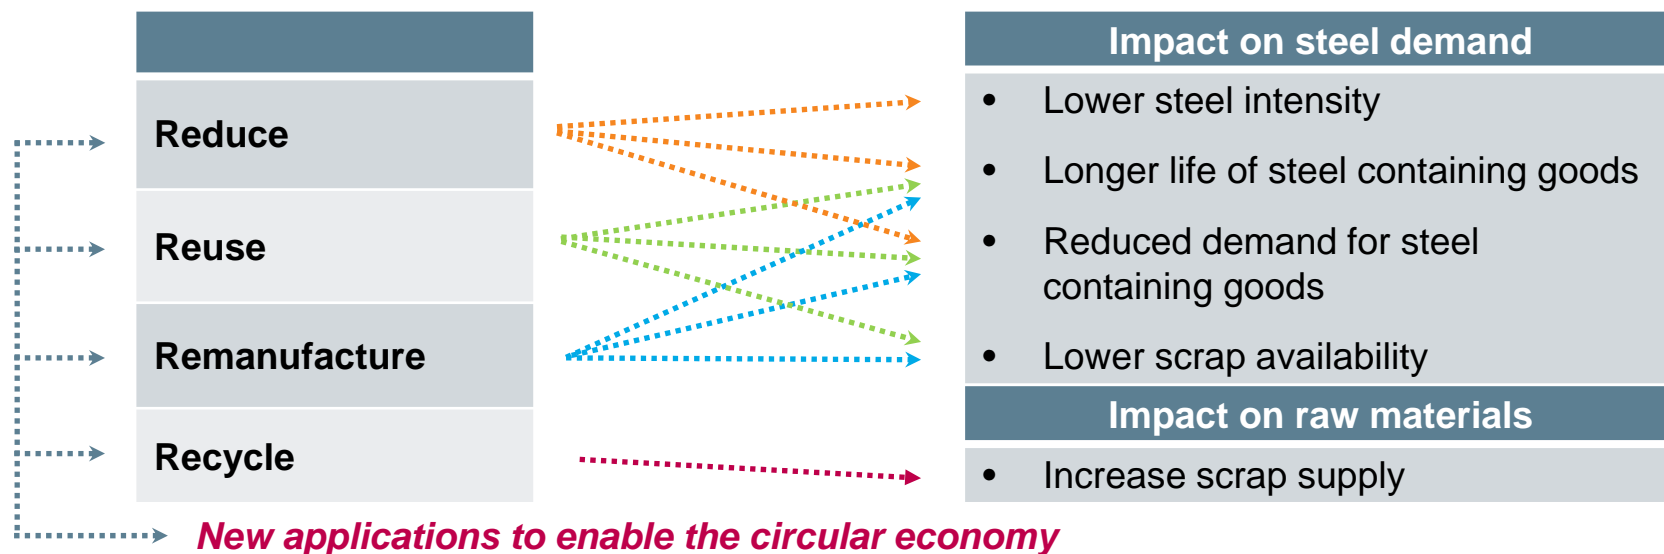 Impact on steel demand
Reduce
• Lower steel intensity
• Longer life of steel containing goods
Reuse
• Reduced demand for steel
containing goods
Remanufacture
• Lower scrap availability
Impact on raw materials
Recycle
• Increase scrap supply
New applications to enable the circular economy